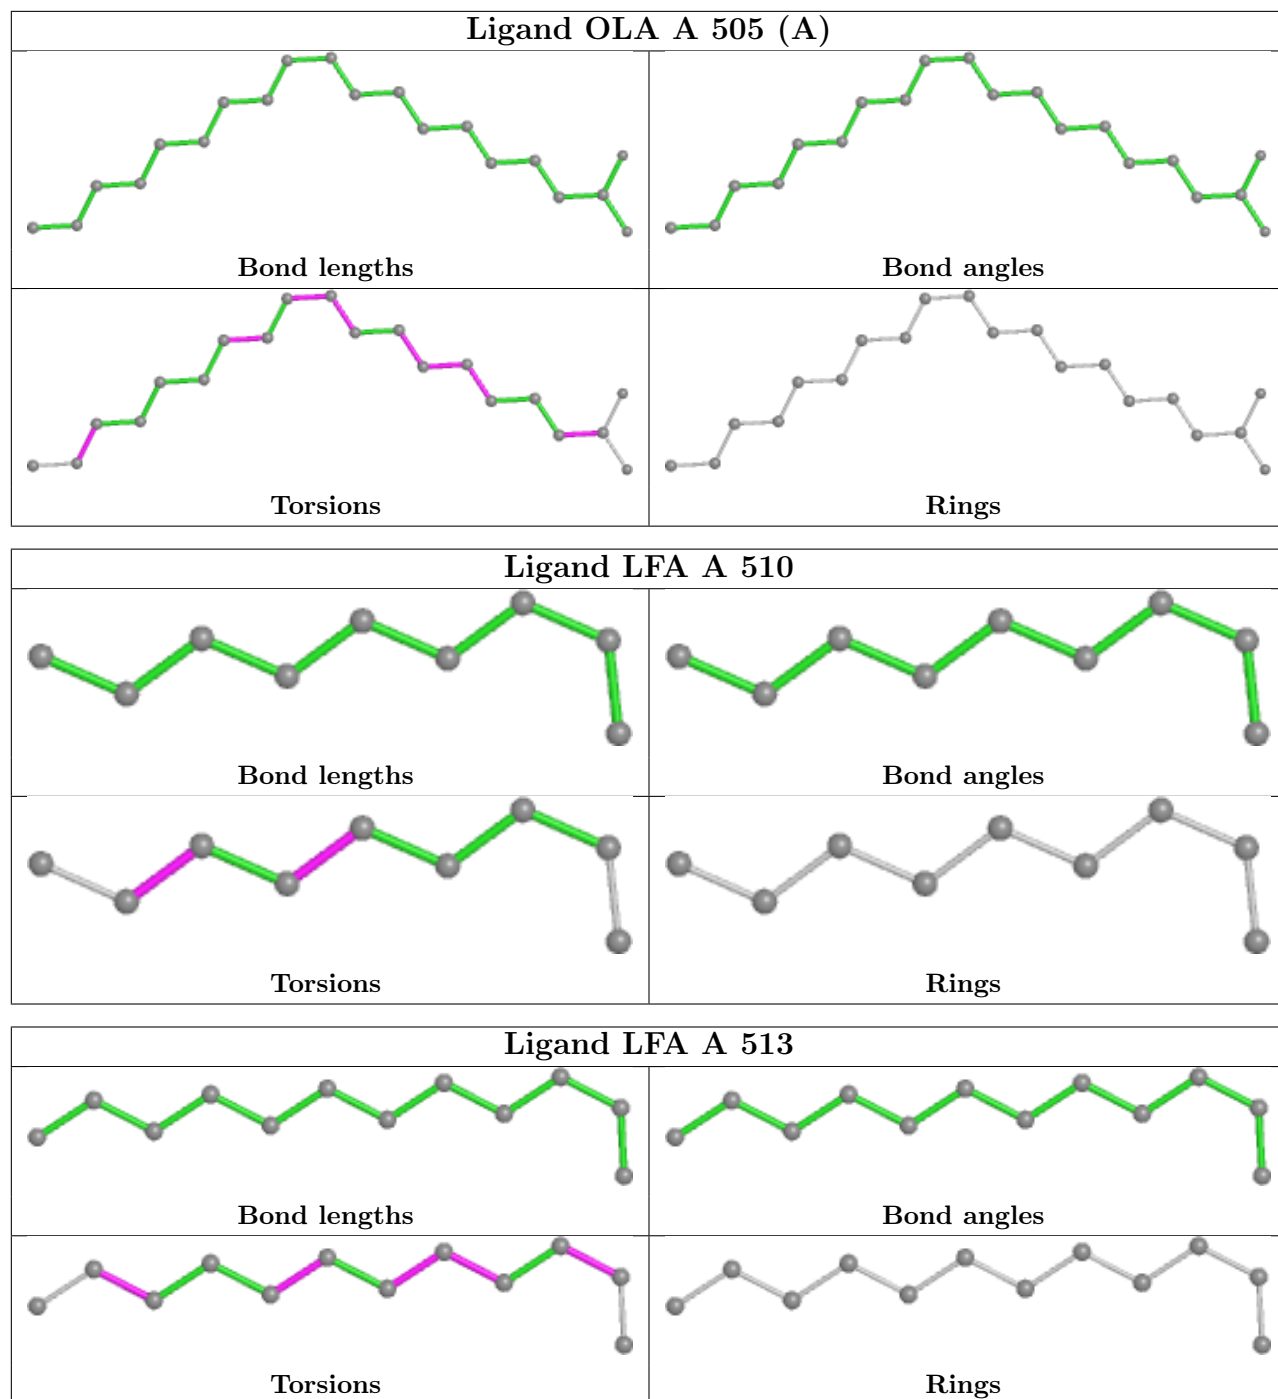 Ligand OLA A 505 (A)
Bond lengths
Bond angles
Torsions
Rings
Ligand LFA A 510
Bond lengths
Bond angles
Torsions
Rings
Ligand LFA A 513
Bond lengths
Bond angles
Torsions
Rings